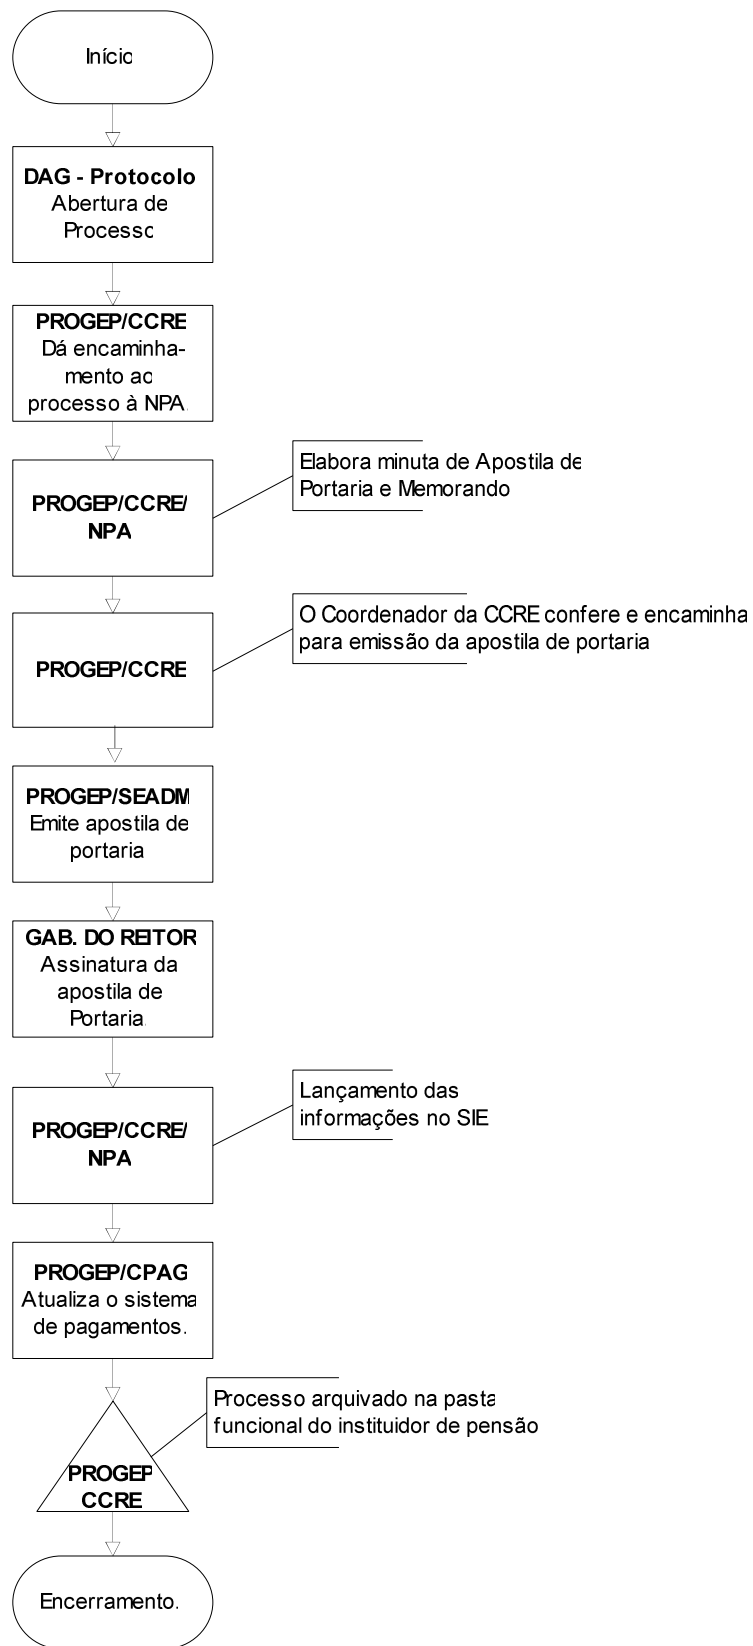 Início
DAG - Protocolo
Abertura de
Processo
PROGEP/CCRE
Dá encaminha-
mento ao
processo à NPA.
PROGEP/CCRE/
NPA
Elabora minuta de Apostila de
Portaria e Memorando
PROGEP/CCRE
O Coordenador da CCRE confere e encaminha
para emissão da apostila de portaria
PROGEP/SEADM
Emite apostila de
portaria
GAB. DO REITOR
Assinatura da
apostila de
Portaria.
PROGEP/CCRE/
NPA
Lançamento das
informações no SIE
PROGEP/CPAG
Atualiza o sistema
de pagamentos.
Processo arquivado na pasta
funcional do instituidor de pensão
PROGEP
CCRE
Encerramento.